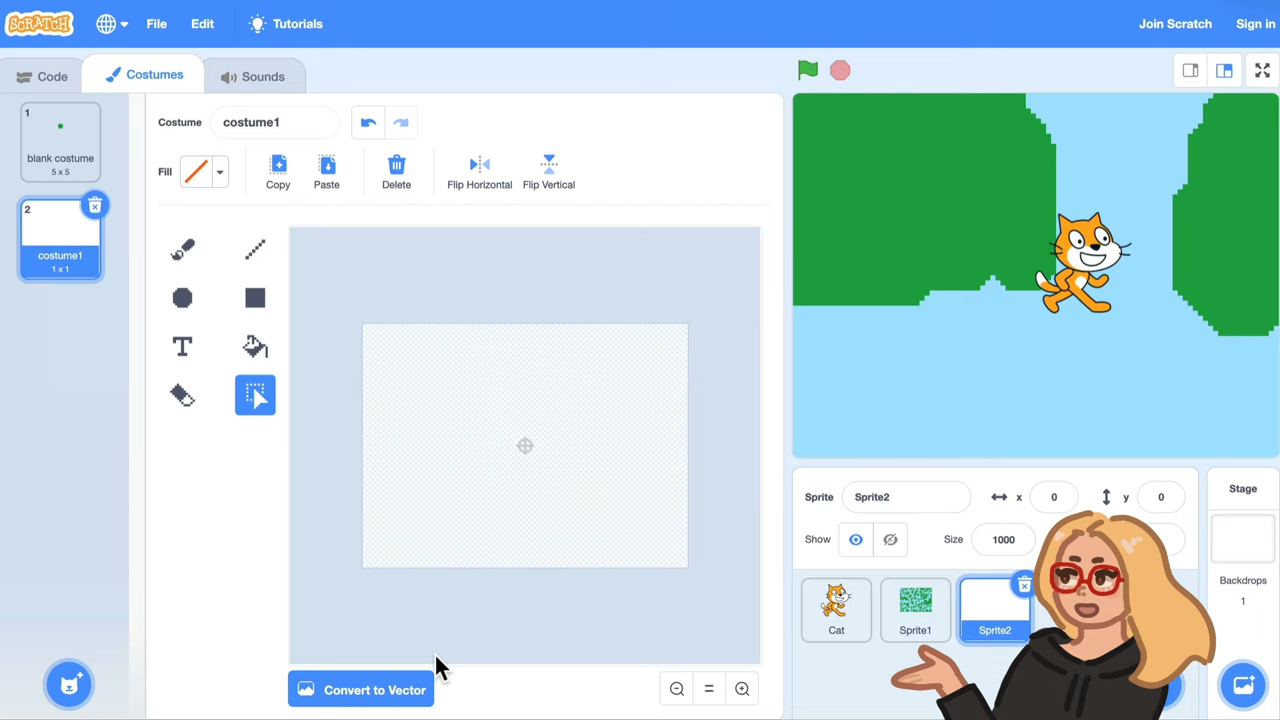 SCRATCH File Edit Tutorials Join Scratch Sign in
Code Costumes Sounds
1
blank costume
5 x 5
2
costume1
1 x 1
Costume costume1
Fill Copy Paste Delete Flip Horizontal Flip Vertical
T
Convert to Vector
Sprite Sprite2 x 0 y 0
Show Size 1000
Cat Sprite1 Sprite2
Stage
Backdrops
1